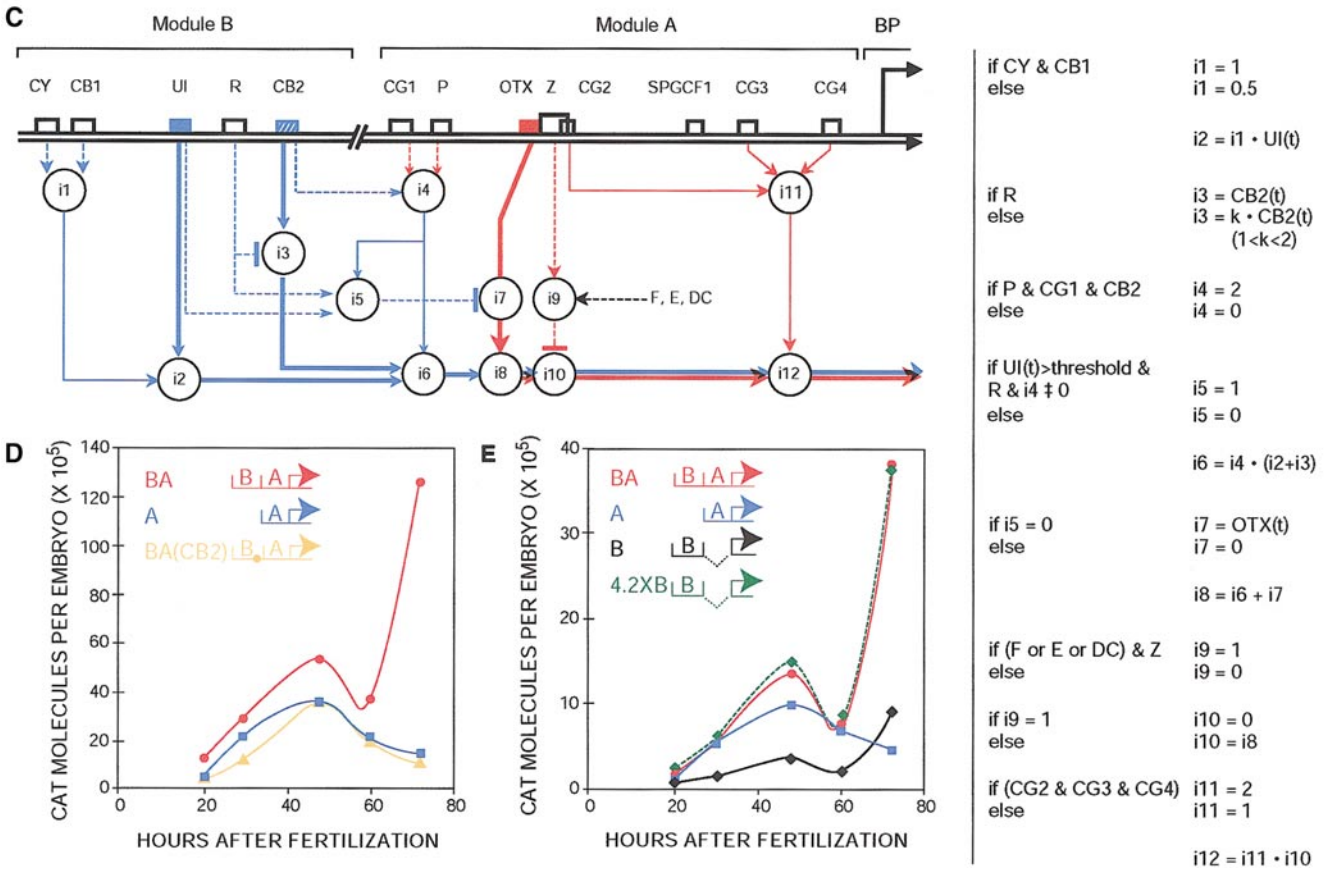 C
Module B Module A BP
CY CB1 UI R CB2 CG1 P OTX Z CG2 SPGCF1 CG3 CG4
i1 i4 i11
i3
i5 i7 i9 F, E, DC
i2 i6 i8 i10 i12
if CY & CB1 i1 = 1
else i1 = 0.5
i2 = i1 • UI(t)
if R i3 = CB2(t)
else i3 = k • CB2(t)
(1<k<2)
if P & CG1 & CB2 i4 = 2
else i4 = 0
if UI(t)>threshold &
R & i4 ‡ 0 i5 = 1
else i5 = 0
i6 = i4 • (i2+i3)
if i5 = 0 i7 = OTX(t)
else i7 = 0
i8 = i6 + i7
if (F or E or DC) & Z i9 = 1
else i9 = 0
if i9 = 1 i10 = 0
else i10 = i8
if (CG2 & CG3 & CG4) i11 = 2
else i11 = 1
i12 = i11 • i10
D
CAT MOLECULES PER EMBRYO (X 10⁵)
140
120
100
80
60
40
20
0
BA B A
A A
BA(CB2) B A
0 20 40 60 80
HOURS AFTER FERTILIZATION
E
CAT MOLECULES PER EMBRYO (X 10⁵)
40
30
20
10
0
BA B A
A A
B B
4.2XB B
0 20 40 60 80
HOURS AFTER FERTILIZATION